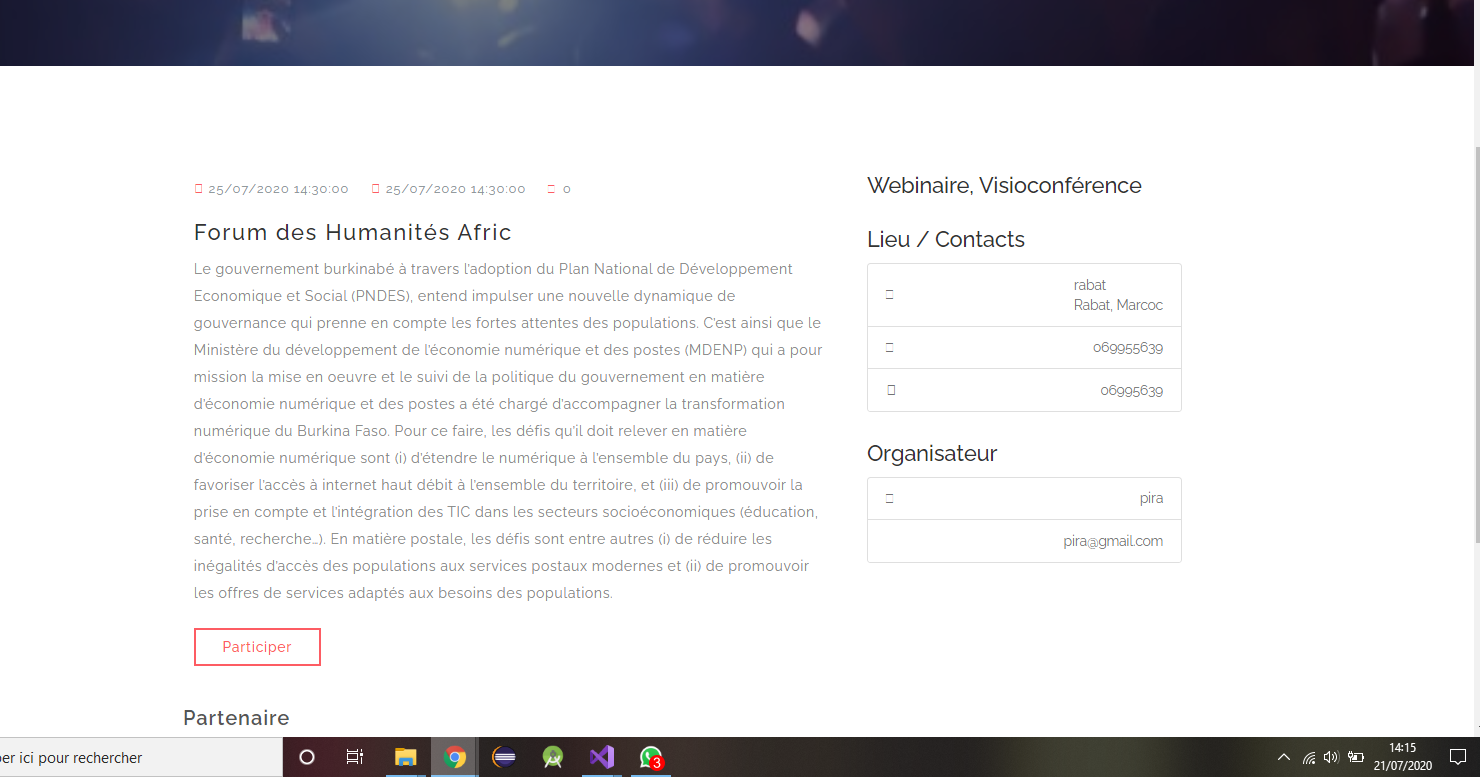 25/07/2020 14:30:00 25/07/2020 14:30:00 0
Forum des Humanités Afric
Le gouvernement burkinabé à travers l'adoption du Plan National de Développement
Economique et Social (PNDES), entend impulser une nouvelle dynamique de
gouvernance qui prenne en compte les fortes attentes des populations. C'est ainsi que le
Ministère du développement de l'économie numérique et des postes (MDENP) qui a pour
mission la mise en oeuvre et le suivi de la politique du gouvernement en matière
d'économie numérique et des postes a été chargé d'accompagner la transformation
numérique du Burkina Faso. Pour ce faire, les défis qu'il doit relever en matière
d'économie numérique sont (i) d'étendre le numérique à l'ensemble du pays, (ii) de
favoriser l'accès à internet haut débit à l'ensemble du territoire, et (iii) de promouvoir la
prise en compte et l'intégration des TIC dans les secteurs socioéconomiques (éducation,
santé, recherche…). En matière postale, les défis sont entre autres (i) de réduire les
inégalités d'accès des populations aux services postaux modernes et (ii) de promouvoir
les offres de services adaptés aux besoins des populations.
Participer
Partenaire
Webinaire, Visioconférence
Lieu / Contacts
rabat
Rabat, Marcoc
069955639
06995639
Organisateur
pira
pira@gmail.com
per ici pour rechercher
3
14:15
21/07/2020